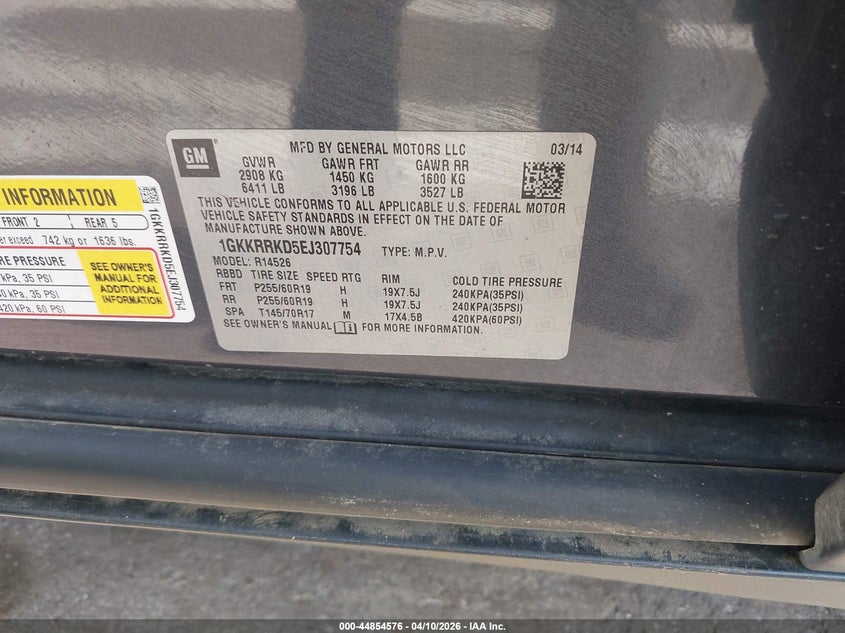 GM
MFD BY GENERAL MOTORS LLC 03/14
GVWR GAWR FRT GAWR RR
2908 KG 1450 KG 1600 KG
6411 LB 3196 LB 3527 LB
THIS VEHICLE CONFORMS TO ALL APPLICABLE U.S. FEDERAL MOTOR
VEHICLE SAFETY STANDARDS IN EFFECT ON THE DATE OF
MANUFACTURE SHOWN ABOVE.
1GKKRRKD5EJ307754 TYPE: M.P.V.
MODEL: R14526
RBBD TIRE SIZE SPEED RTG RIM COLD TIRE PRESSURE
FRT P255/60R19 H 19X7.5J 240KPA(35PSI)
RR P255/60R19 H 19X7.5J 240KPA(35PSI)
SPA T145/70R17 M 17X4.5B 420KPA(60PSI)
SEE OWNER'S MANUAL FOR MORE INFORMATION.
INFORMATION
FRONT 2 REAR 5
er exceed 742 kg or 1636 lbs.
E PRESSURE
kPa, 35 PSI
0 kPa, 35 PSI
420 kPa, 60 PSI
SEE OWNER'S
MANUAL FOR
ADDITIONAL
INFORMATION
1GKKRRKD5EJ307754
000-44854576 - 04/10/2026 - IAA Inc.